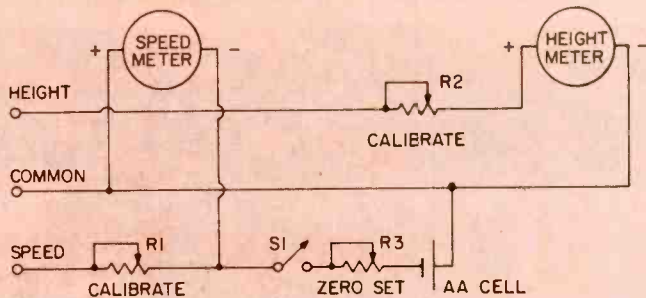 + SPEED METER -
+ HEIGHT METER -
HEIGHT
R2
CALIBRATE
COMMON
SPEED
R1
S1
R3
CALIBRATE
ZERO SET
AA CELL